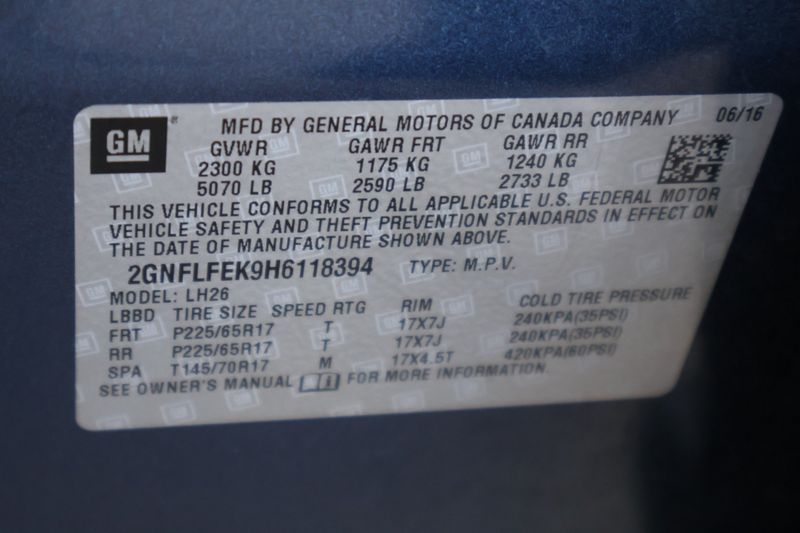 GM MFD BY GENERAL MOTORS OF CANADA COMPANY 06/16
GVWR GAWR FRT GAWR RR
2300 KG 1175 KG 1240 KG
5070 LB 2590 LB 2733 LB
THIS VEHICLE CONFORMS TO ALL APPLICABLE U.S. FEDERAL MOTOR
VEHICLE SAFETY AND THEFT PREVENTION STANDARDS IN EFFECT ON
THE DATE OF MANUFACTURE SHOWN ABOVE.
2GNFLFEK9H6118394 TYPE: M.P.V.
MODEL: LH26
LBBD TIRE SIZE SPEED RTG RIM COLD TIRE PRESSURE
FRT P225/65R17 T 17X7J 240KPA(35PSI)
RR P225/65R17 T 17X7J 240KPA(35PSI)
SPA T145/70R17 M 17X4.5T 420KPA(60PSI)
SEE OWNER'S MANUAL FOR MORE INFORMATION.